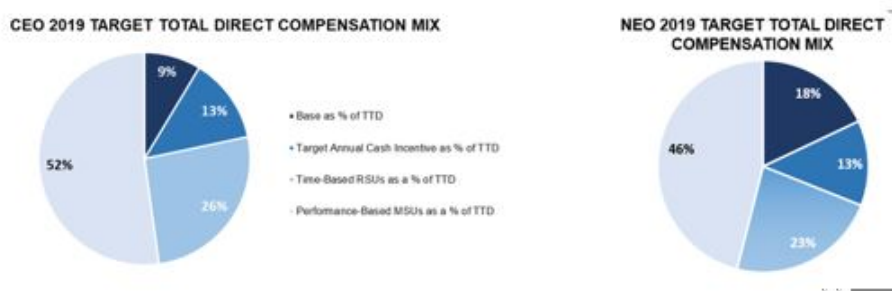 CEO 2019 TARGET TOTAL DIRECT COMPENSATION MIX
9%
13%
26%
52%
Base as % of TTD
Target Annual Cash Incentive as % of TTD
Time-Based RSUs as a % of TTD
Performance-Based MSUs as a % of TTD
NEO 2019 TARGET TOTAL DIRECT
COMPENSATION MIX
18%
13%
23%
46%